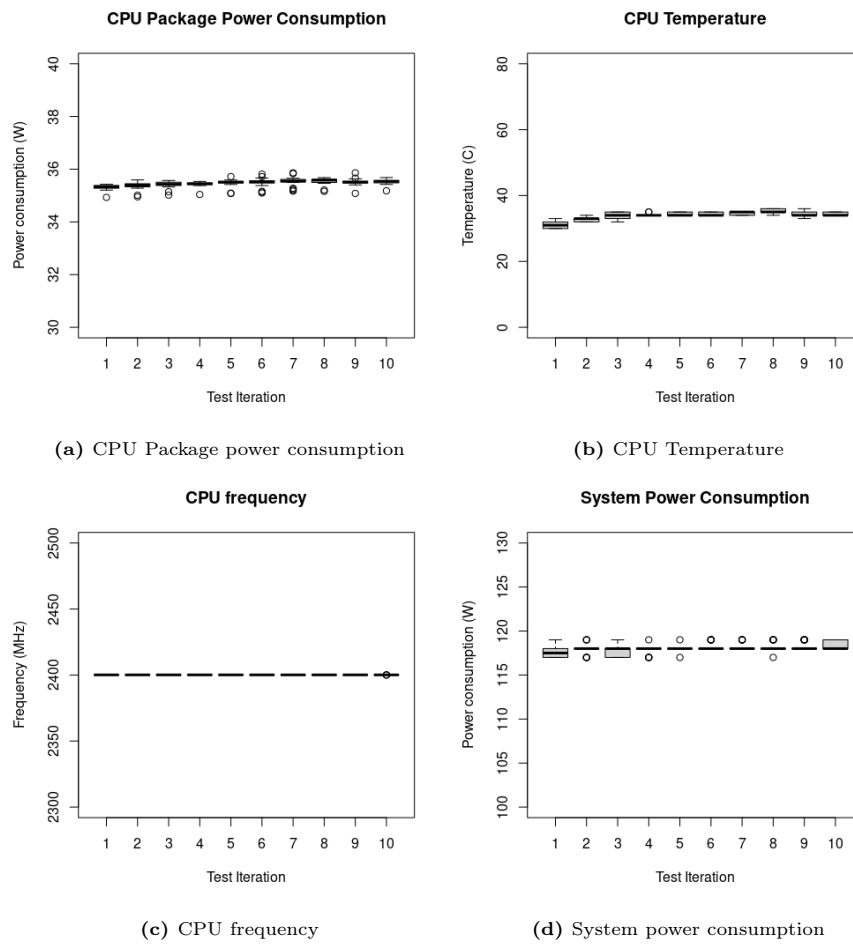 CPU Package Power Consumption
Power consumption (W)
40
38
36
34
32
30
1 2 3 4 5 6 7 8 9 10
Test Iteration
(a) CPU Package power consumption
CPU Temperature
Temperature (C)
80
60
40
20
0
1 2 3 4 5 6 7 8 9 10
Test Iteration
(b) CPU Temperature
CPU frequency
Frequency (MHz)
2500
2450
2400
2350
2300
1 2 3 4 5 6 7 8 9 10
Test Iteration
(c) CPU frequency
System Power Consumption
Power consumption (W)
130
125
120
115
110
105
100
1 2 3 4 5 6 7 8 9 10
Test Iteration
(d) System power consumption